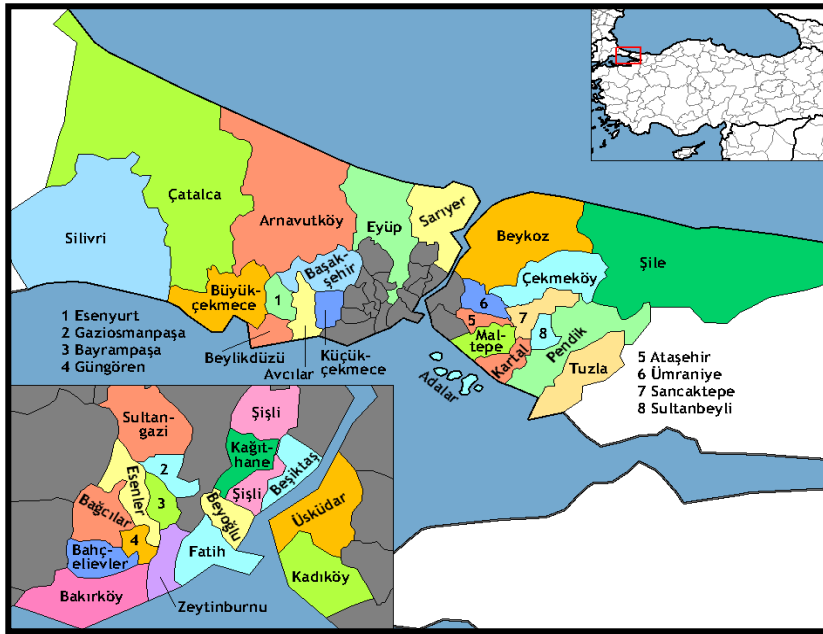 Silivri
Çatalca
Arnavutköy
Eyüp
Sarıyer
Büyük-
çekmece
1
Başak-
şehir
Beylikdüzü
Avcılar
Küçük-
çekmece
1 Esenyurt
2 Gaziosmanpaşa
3 Bayrampaşa
4 Güngören
Beykoz
Şile
Çekmeköy
6
5
7
8
Mal-
tepe
Kartal
Pendik
Tuzla
Adalar
5 Ataşehir
6 Ümraniye
7 Sancaktepe
8 Sultanbeyli
Sultan-
gazi
Şişli
Kağıt-
hane
Beşiktaş
Şişli
2
Esenler
3
Bağcılar
4
Beyoğlu
Bahç-
elievler
Fatih
Üsküdar
Kadıköy
Bakırköy
Zeytinburnu